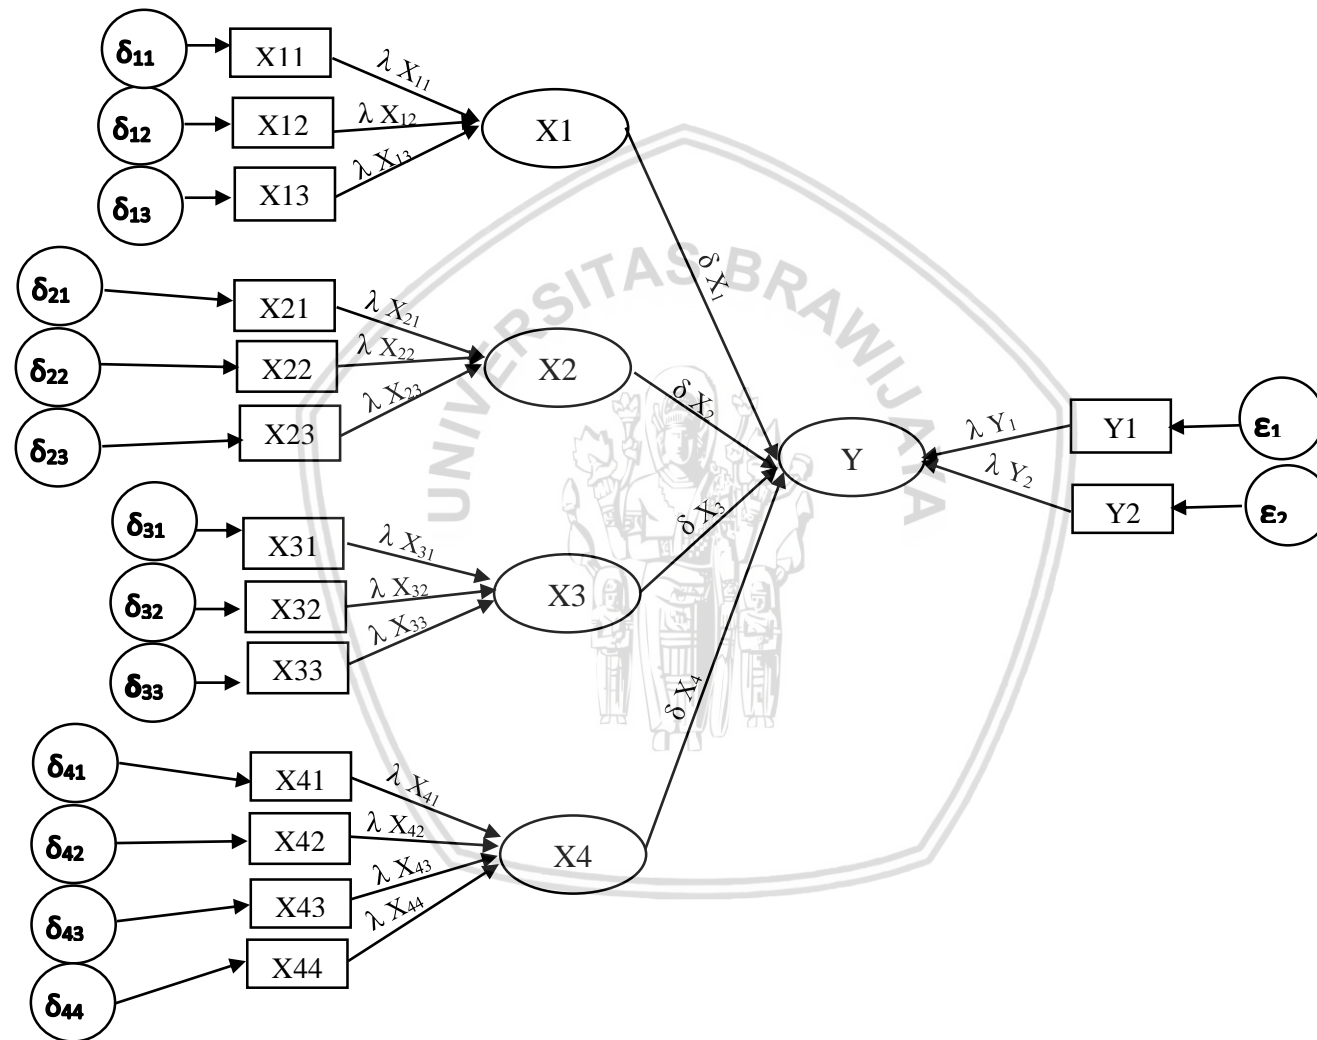 δ₁₁ X11 λ X₁₁
δ₁₂ X12 λ X₁₂ X1
δ₁₃ X13 λ X₁₃
UNIVERSITAS BRAWIJAYA
δ X₁
δ₂₁ X21 λ X₂₁
δ₂₂ X22 λ X₂₂ X2 δ X₂
δ₂₃ X23 λ X₂₃
Y λ Y₁ Y1 ε₁
λ Y₂ Y2 ε₂
δ₃₁ X31 λ X₃₁ δ X₃
δ₃₂ X32 λ X₃₂ X3
δ₃₃ X33 λ X₃₃
δ X₄
δ₄₁ X41 λ X₄₁
δ₄₂ X42 λ X₄₂ X4
δ₄₃ X43 λ X₄₃
δ₄₄ X44 λ X₄₄